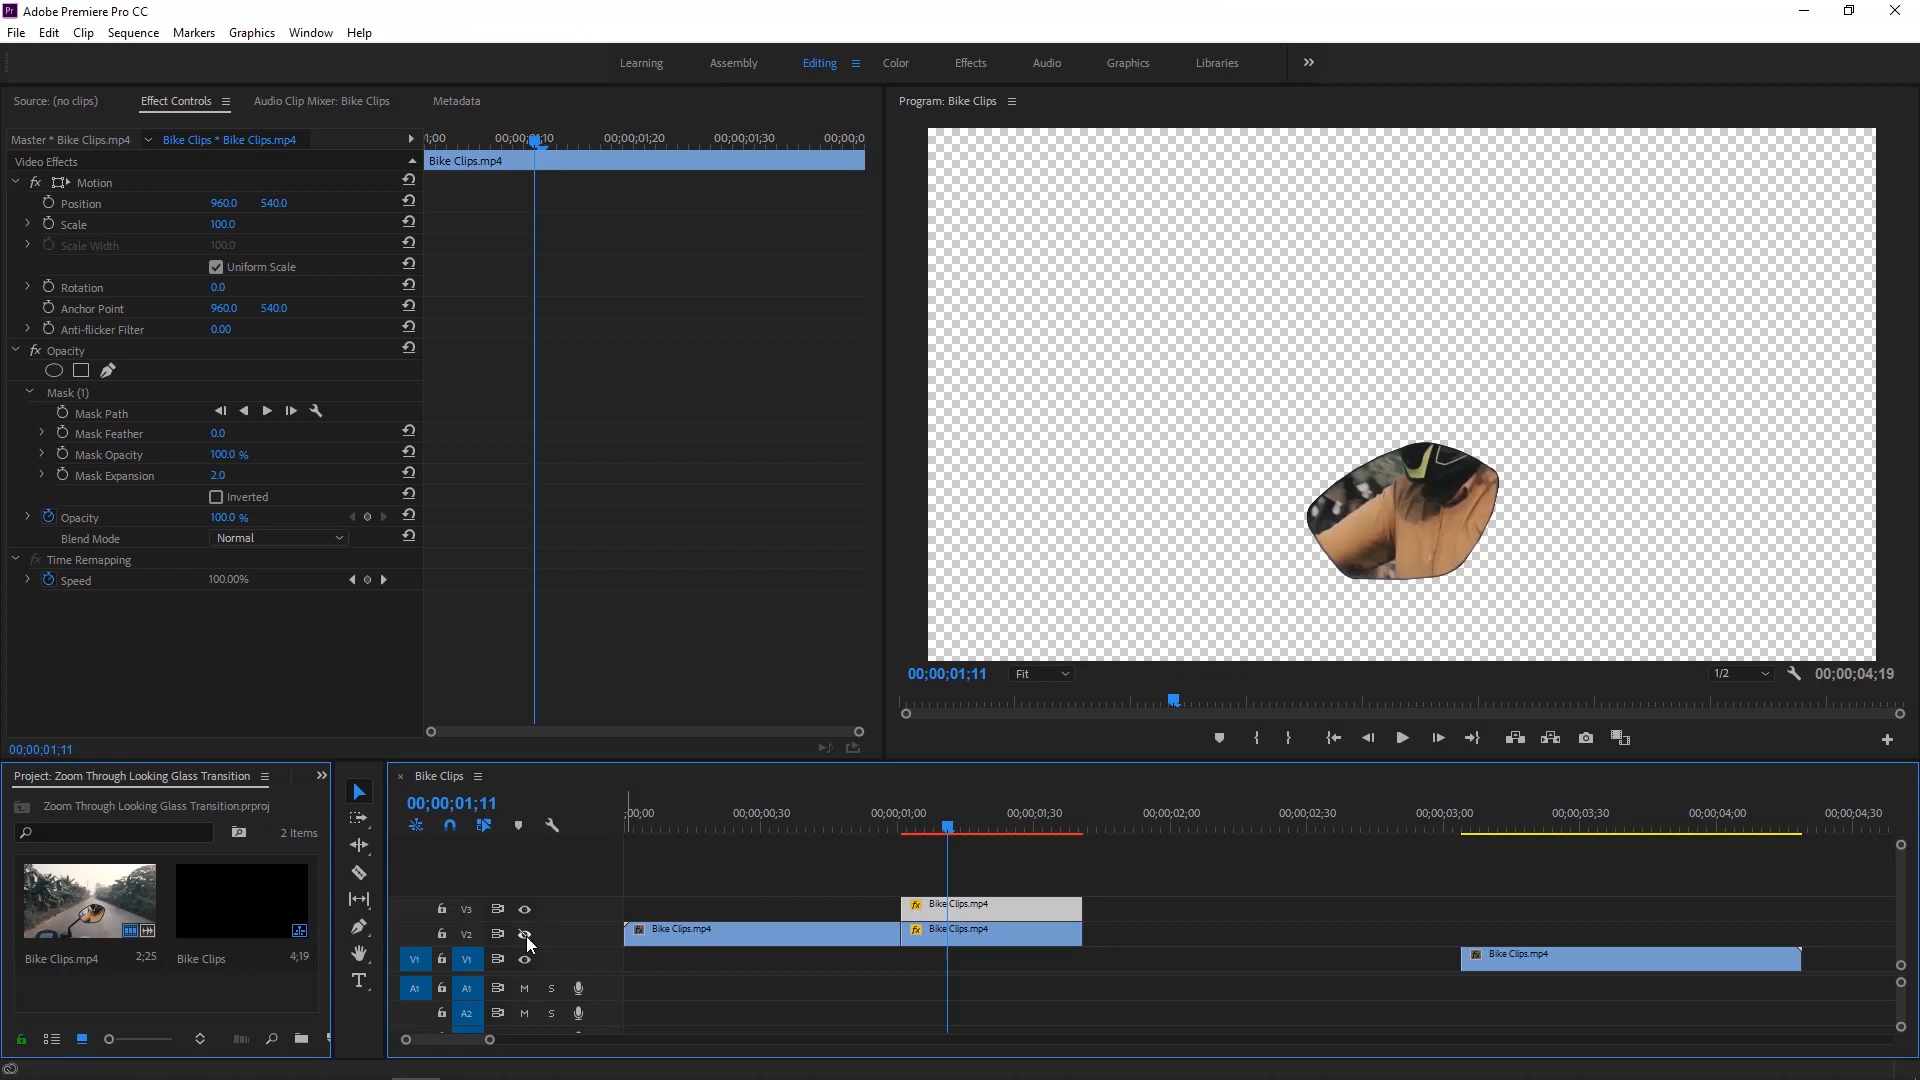 Pr Adobe Premiere Pro CC
File Edit Clip Sequence Markers Graphics Window Help
Learning Assembly Editing Color Effects Audio Graphics Libraries
Source: (no clips) Effect Controls Audio Clip Mixer: Bike Clips Metadata
Program: Bike Clips
Master * Bike Clips.mp4 Bike Clips * Bike Clips.mp4
1;00 00;00;01;10 00;00;01;20 00;00;01;30 00;00;0
Video Effects
Bike Clips.mp4
fx Motion
Position 960.0 540.0
Scale 100.0
Scale Width 100.0
Uniform Scale
Rotation 0.0
Anchor Point 960.0 540.0
Anti-flicker Filter 0.00
fx Opacity
Mask (1)
Mask Path
Mask Feather 0.0
Mask Opacity 100.0 %
Mask Expansion 2.0
Inverted
Opacity 100.0 %
Blend Mode Normal
fx Time Remapping
Speed 100.00%
00;00;01;11
00;00;01;11 Fit 1/2 00;00;04;19
Project: Zoom Through Looking Glass Transition
Zoom Through Looking Glass Transition.prproj
2 Items
Bike Clips.mp4 2;25 Bike Clips 4;19
Bike Clips
00;00;01;11
;00;00 00;00;00;30 00;00;01;00 00;00;01;30 00;00;02;00 00;00;02;30 00;00;03;00 00;00;03;30 00;00;04;00 00;00;04;30
V3 fx Bike Clips.mp4
V2 fx Bike Clips.mp4 fx Bike Clips.mp4
V1 V1 fx Bike Clips.mp4
A1 A1 M S
A2 M S